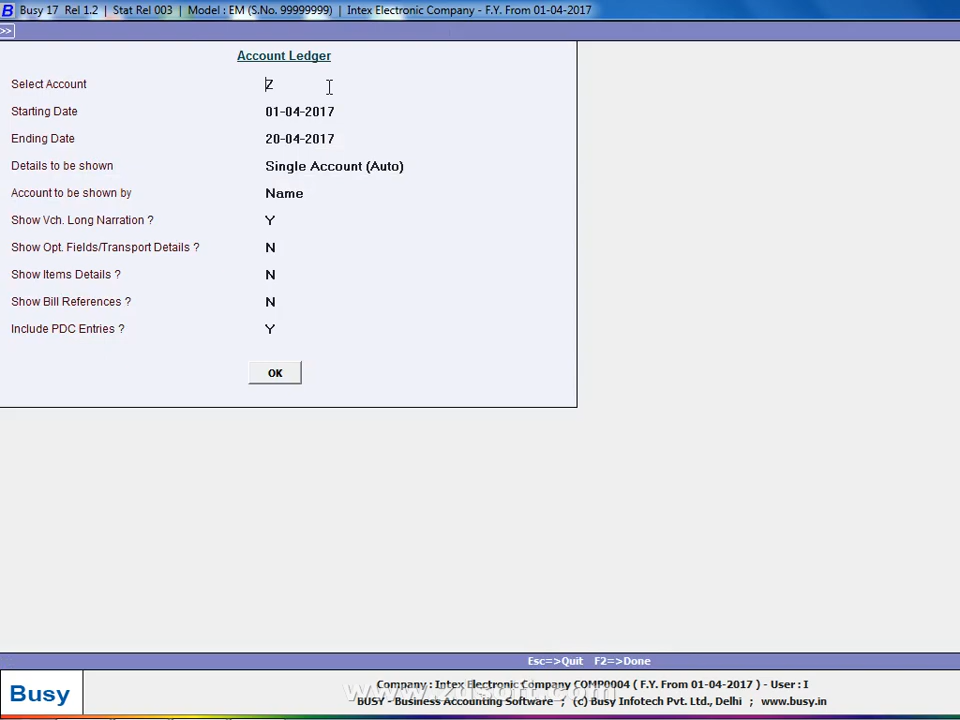 B Busy 17 Rel 1.2 | Stat Rel 003 | Model : EM (S.No. 99999999) | Intex Electronic Company - F.Y. From 01-04-2017
>>
Account Ledger
Select Account Z
Starting Date 01-04-2017
Ending Date 20-04-2017
Details to be shown Single Account (Auto)
Account to be shown by Name
Show Vch. Long Narration ? Y
Show Opt. Fields/Transport Details ? N
Show Items Details ? N
Show Bill References ? N
Include PDC Entries ? Y
OK
Esc=>Quit F2=>Done
Busy
Company : Intex Electronic Company COMP0004 ( F.Y. From 01-04-2017 ) - User : I
www.zdsoft.com
BUSY - Business Accounting Software ; (c) Busy Infotech Pvt. Ltd., Delhi ; www.busy.in